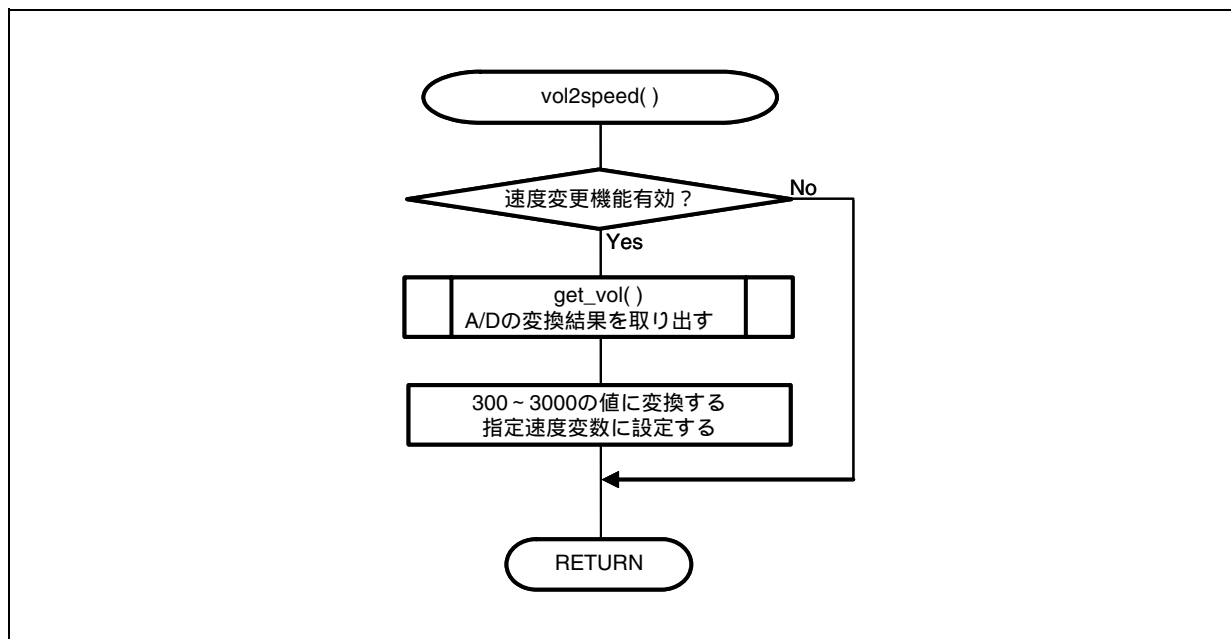 vol2speed( )
速度変更機能有効？
No
Yes
get_vol( )
A/Dの変換結果を取り出す
300 ~ 3000の値に変換する
指定速度変数に設定する
RETURN